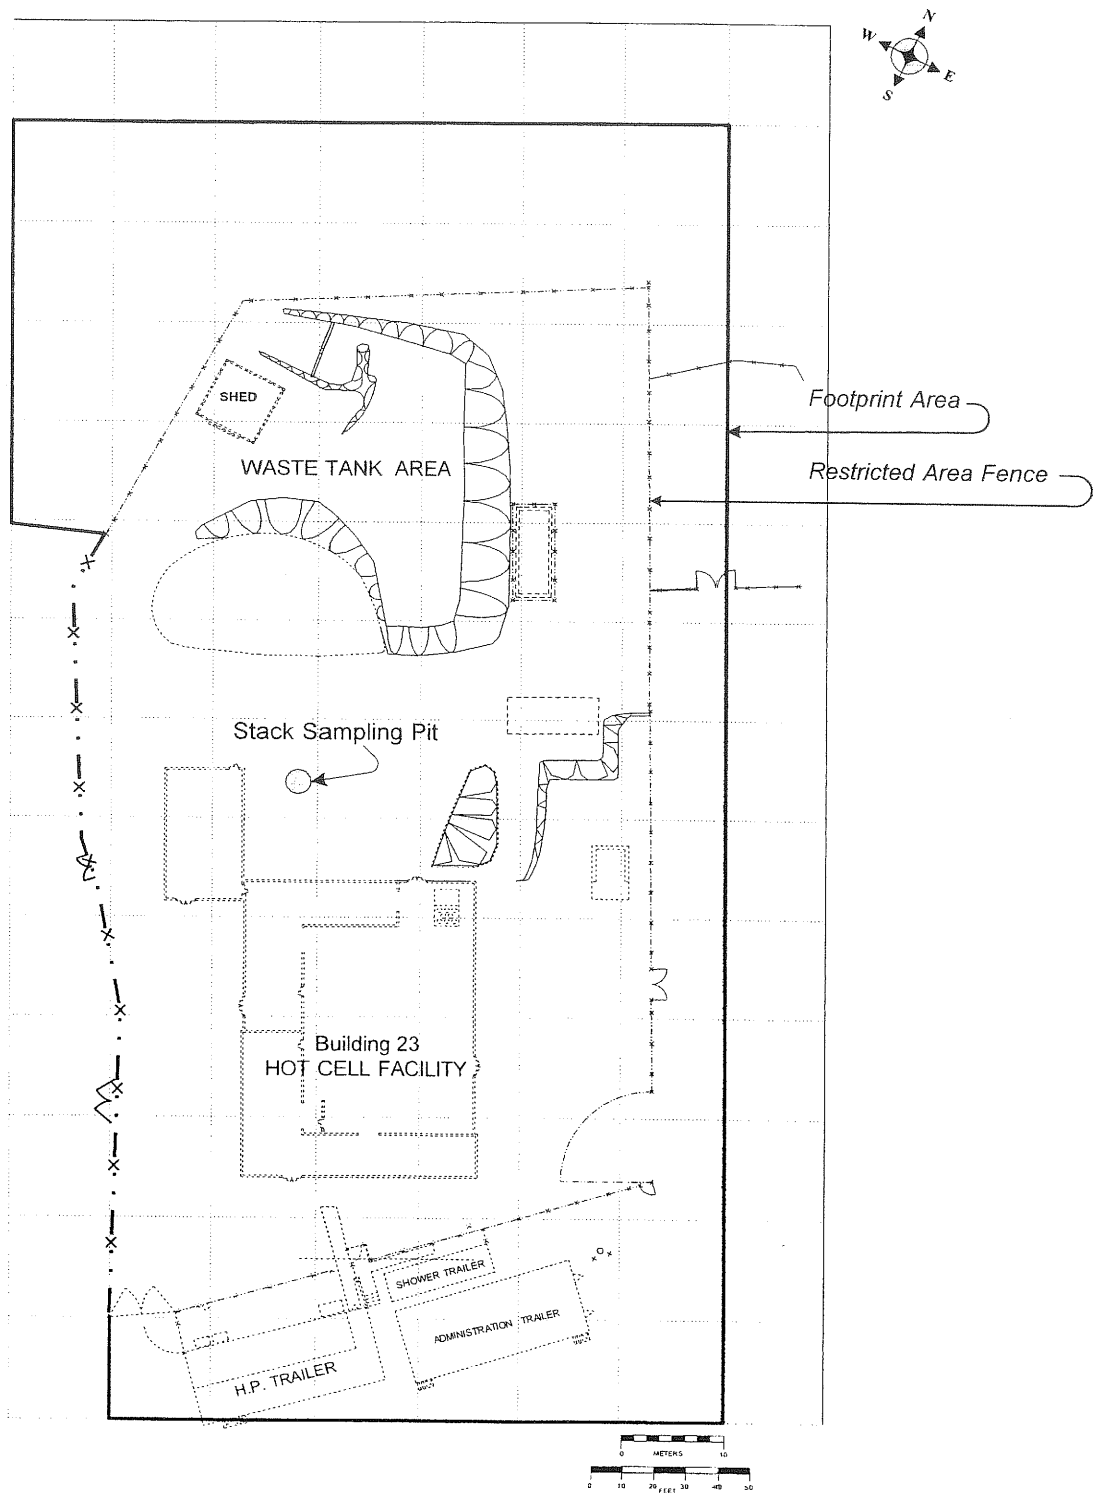 N
W
E
S
SHED
Footprint Area
WASTE TANK AREA
Restricted Area Fence
Stack Sampling Pit
Building 23
HOT CELL FACILITY
SHOWER TRAILER
ADMINISTRATION TRAILER
H.P. TRAILER
0 METERS 10
0 10 20 30 40 50
FEET